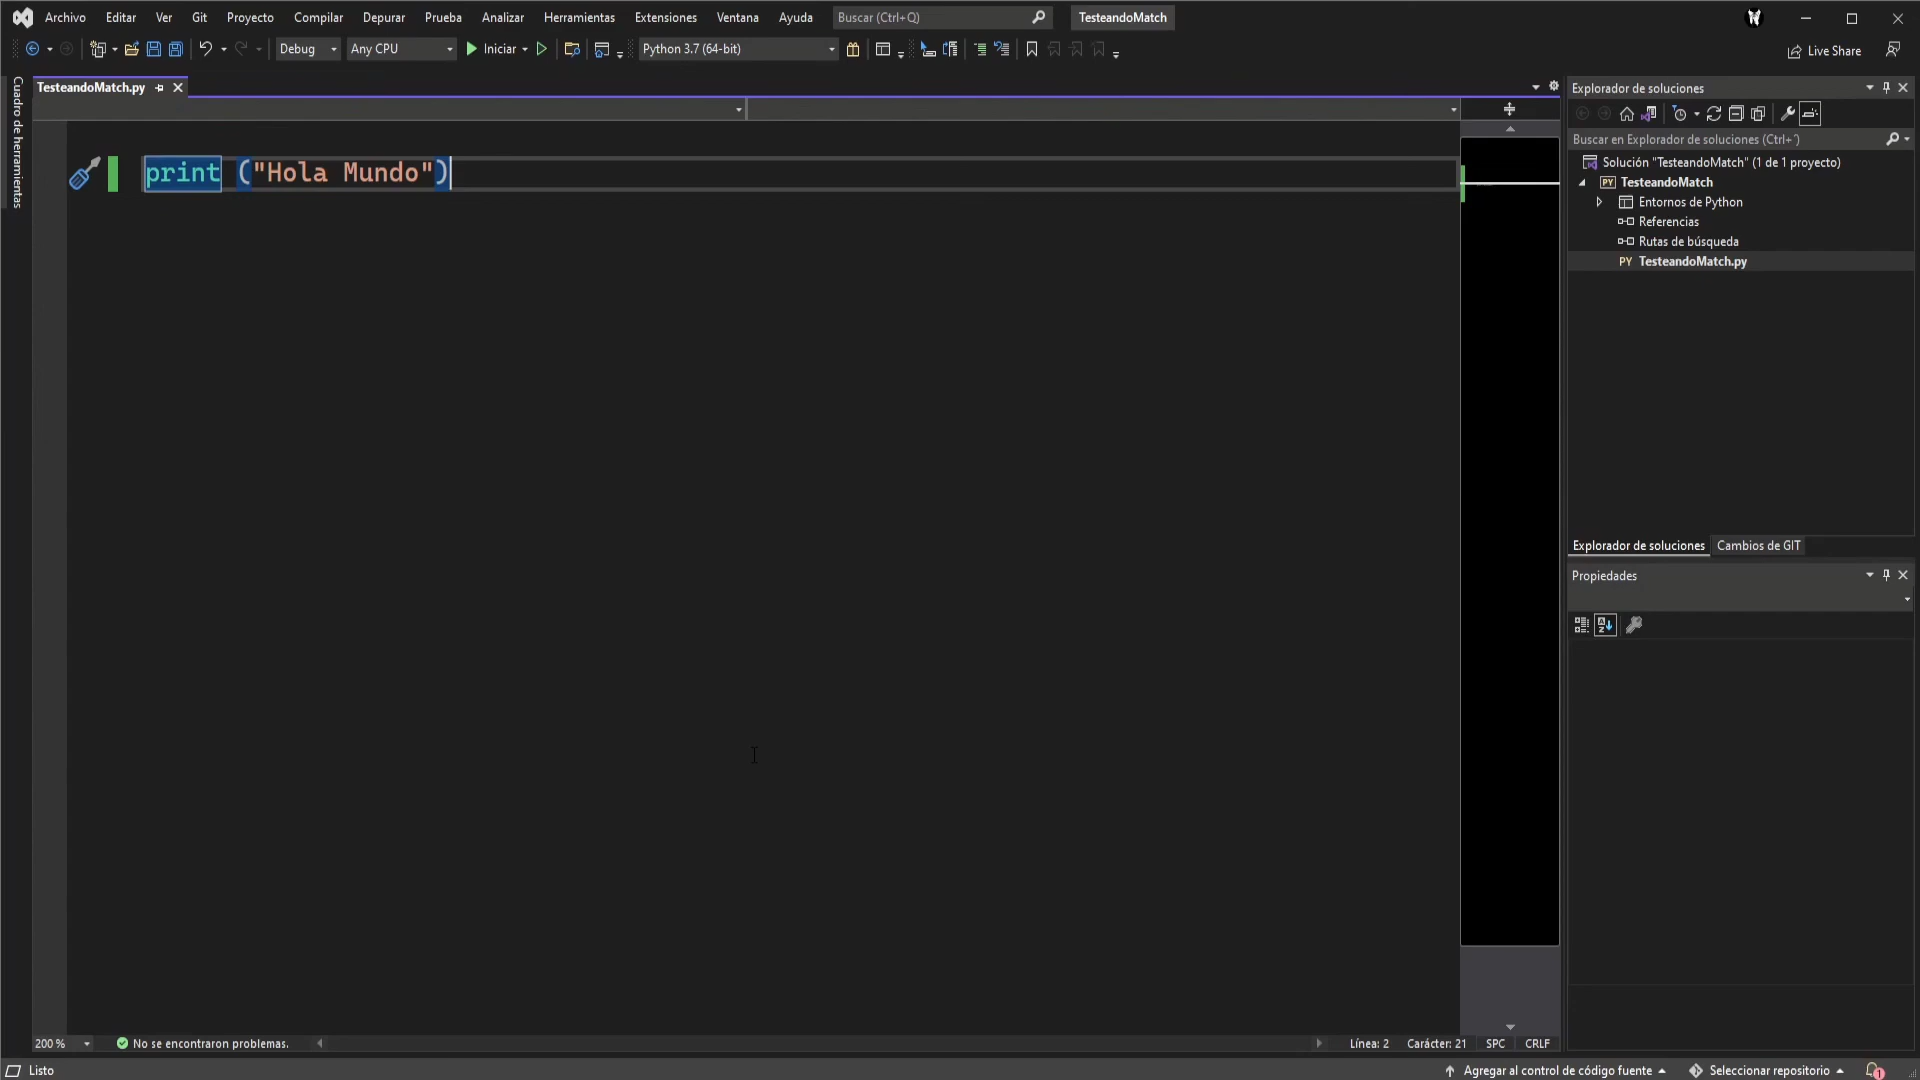 Archivo Editar Ver Git Proyecto Compilar Depurar Prueba Analizar Herramientas Extensiones Ventana Ayuda Buscar (Ctrl+Q) TesteandoMatch
Debug Any CPU Iniciar Python 3.7 (64-bit) Live Share
Cuadro de herramientas
TesteandoMatch.py
print ("Hola Mundo")
Explorador de soluciones
Buscar en Explorador de soluciones (Ctrl+´)
Solución "TesteandoMatch" (1 de 1 proyecto)
PY TesteandoMatch
Entornos de Python
Referencias
Rutas de búsqueda
PY TesteandoMatch.py
Explorador de soluciones Cambios de GIT
Propiedades
200 % No se encontraron problemas. Línea: 2 Carácter: 21 SPC CRLF
Listo Agregar al control de código fuente Seleccionar repositorio 1